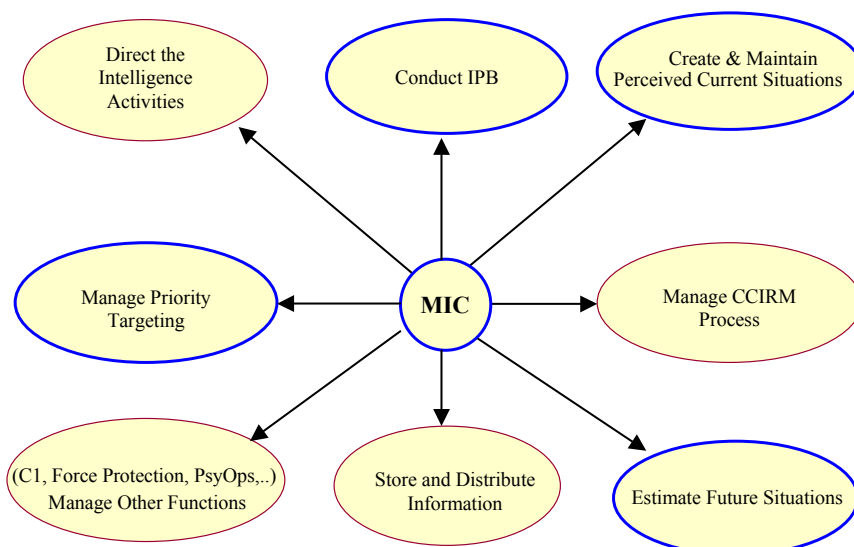 Direct the
Intelligence
Activities
Conduct IPB
Create & Maintain
Perceived Current Situations
Manage Priority
Targeting
MIC
Manage CCIRM
Process
(C1, Force Protection, PsyOps,..)
Manage Other Functions
Store and Distribute
Information
Estimate Future Situations